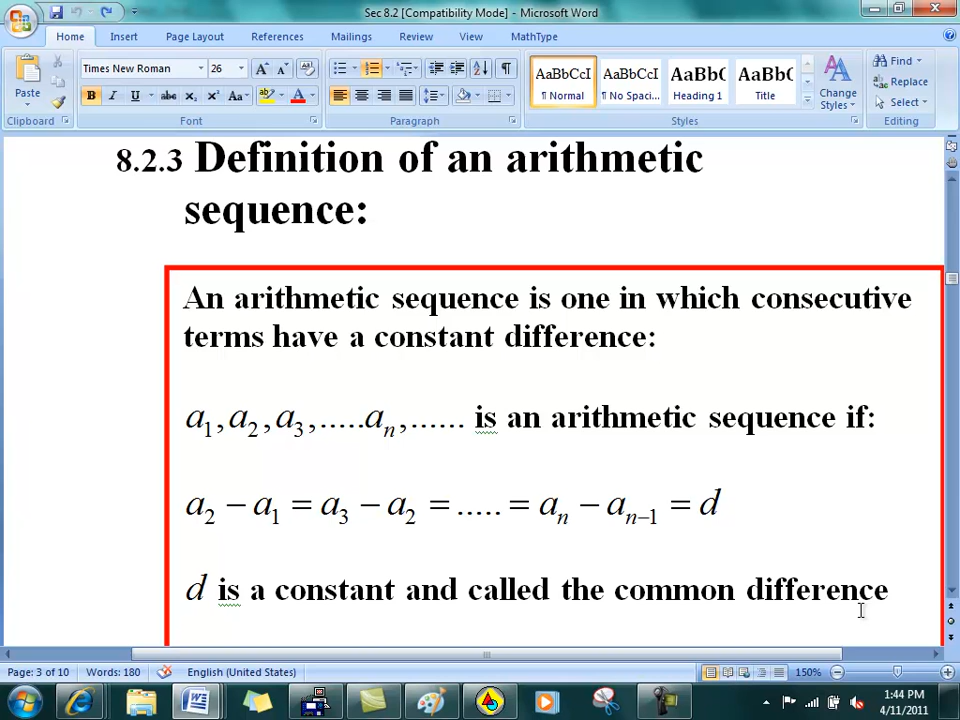 Sec 8.2 [Compatibility Mode] - Microsoft Word
Home Insert Page Layout References Mailings Review View MathType
Times New Roman 26
Find
Replace
Select
Paste
B I U abc x₂ x² Aa
AaBbCcI AaBbCcI AaBbC AaBb(
¶ Normal ¶ No Spaci... Heading 1 Title
Change Styles
Clipboard Font Paragraph Styles Editing
8.2.3 Definition of an arithmetic
sequence:
An arithmetic sequence is one in which consecutive
terms have a constant difference:
a₁, a₂, a₃, .....aₙ, ...... is an arithmetic sequence if:
a₂ − a₁ = a₃ − a₂ = ..... = aₙ − aₙ₋₁ = d
d is a constant and called the common difference
Page: 3 of 10 Words: 180 English (United States) 150%
1:44 PM
4/11/2011